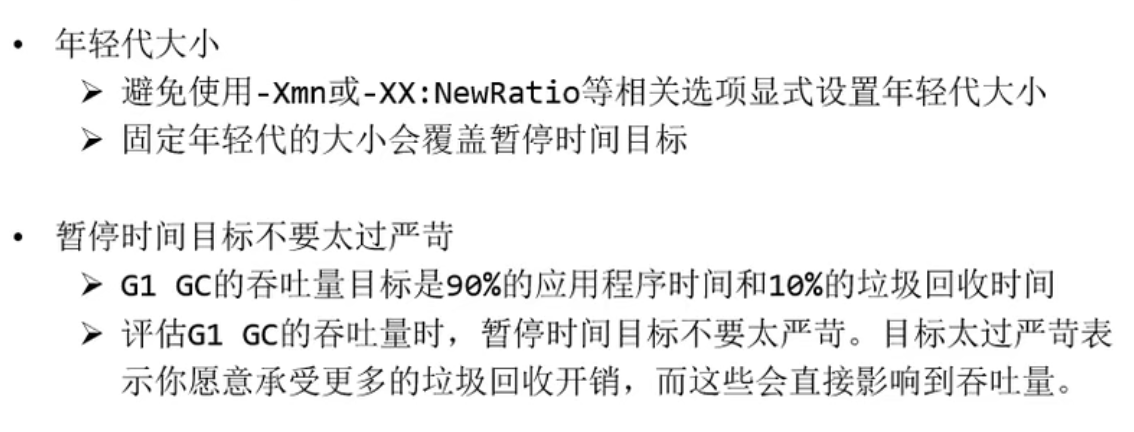 • 年轻代大小
➢ 避免使用-Xmn或-XX:NewRatio等相关选项显式设置年轻代大小
➢ 固定年轻代的大小会覆盖暂停时间目标
• 暂停时间目标不要太过严苛
➢ G1 GC的吞吐量目标是90%的应用程序时间和10%的垃圾回收时间
➢ 评估G1 GC的吞吐量时，暂停时间目标不要太严苛。目标太过严苛表
示你愿意承受更多的垃圾回收开销，而这些会直接影响到吞吐量。